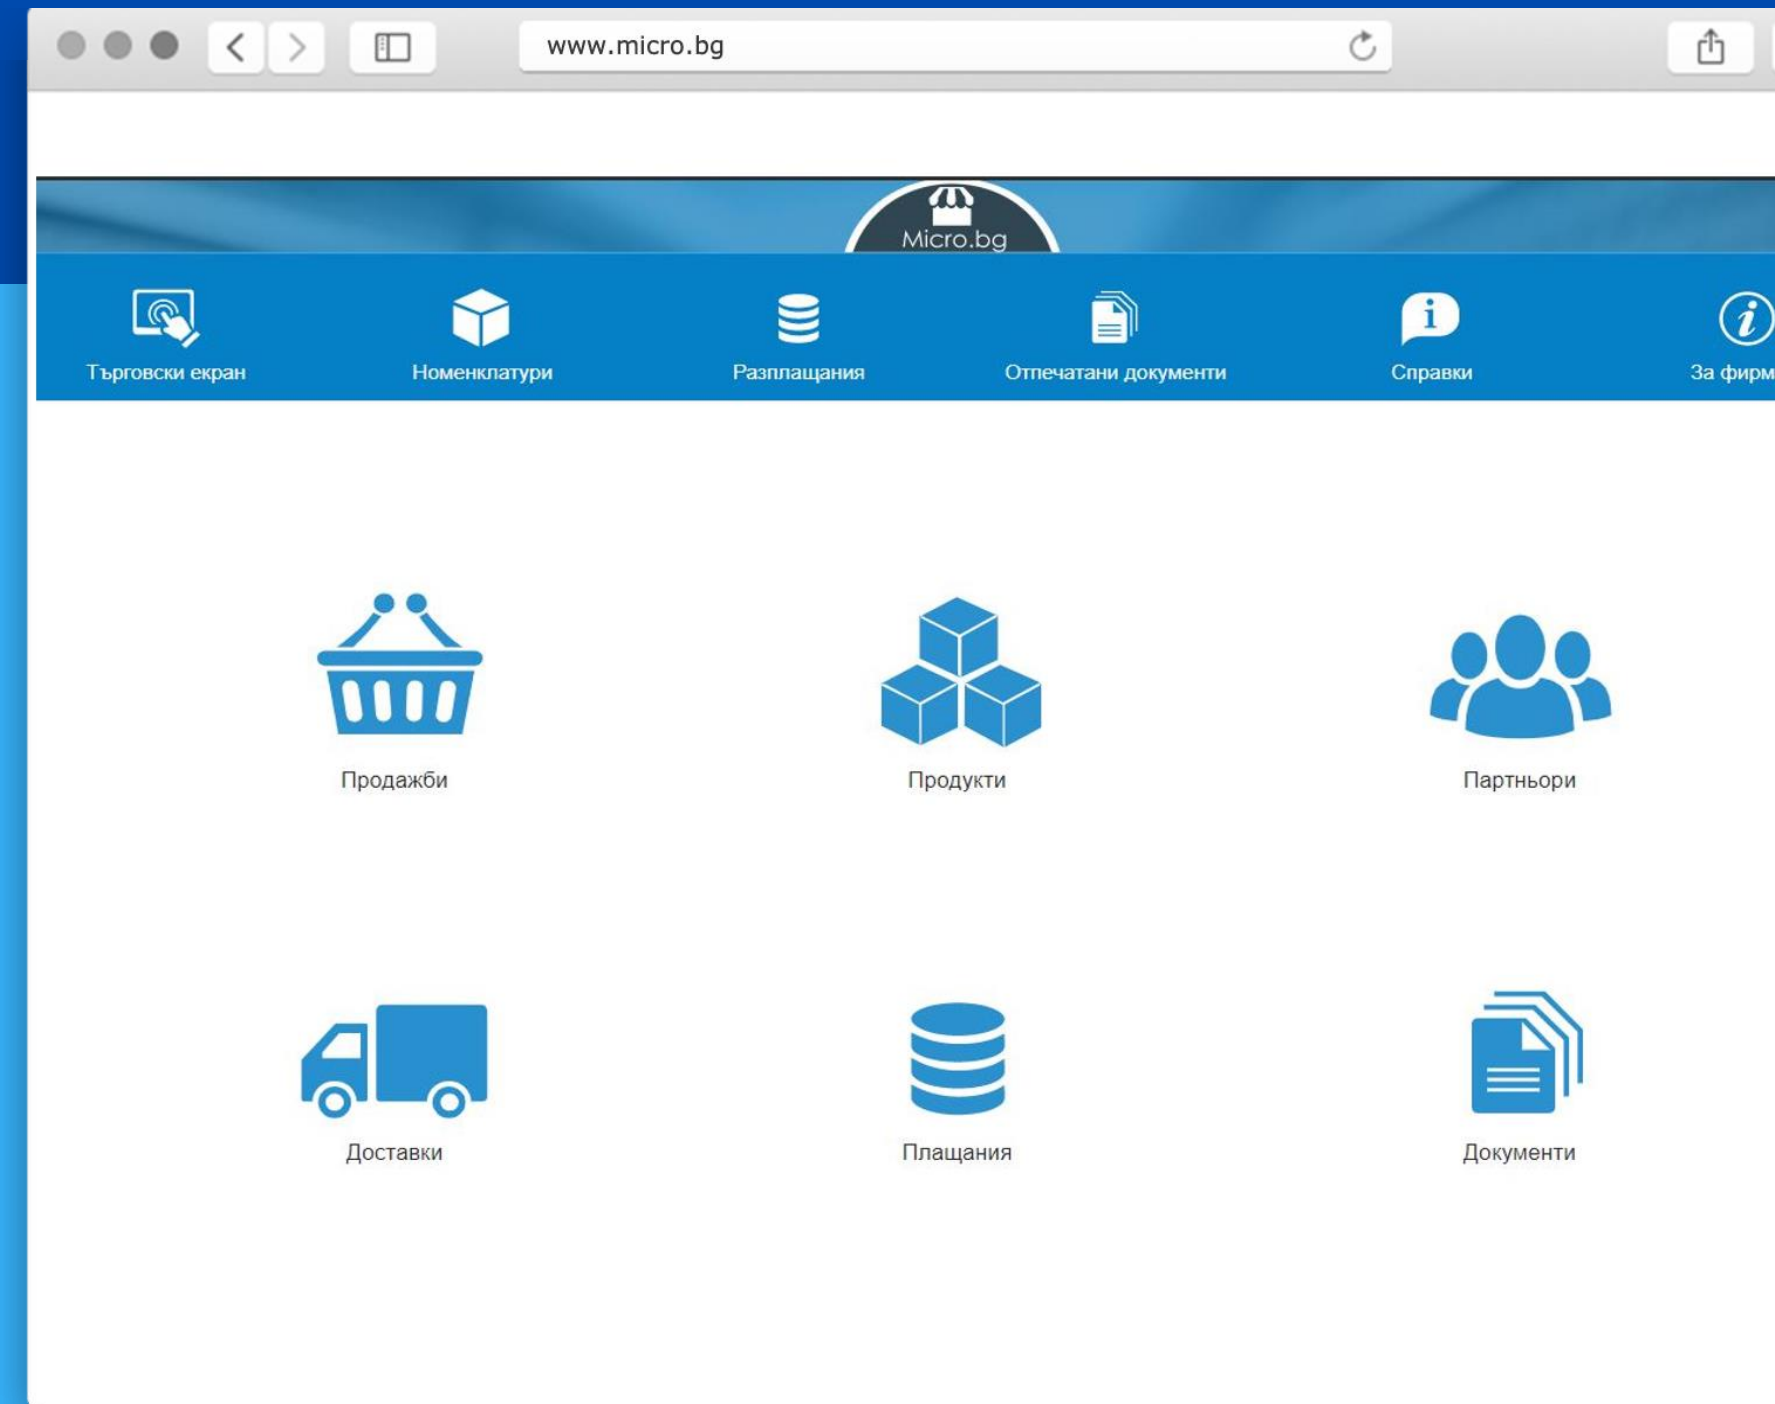 www.micro.bg
Micro.bg
Търговски екран
Номенклатури
Разплащания
Отпечатани документи
Справки
За фирм
Продажби
Продукти
Партньори
Доставки
Плащания
Документи